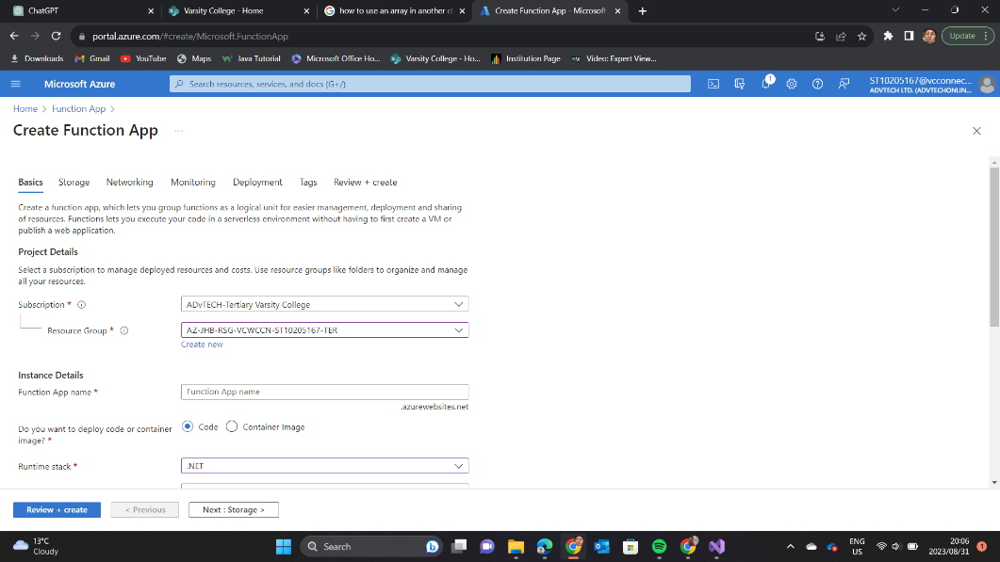 ChatGPT
Varsity College - Home
how to use an array in another cl
Create Function App - Microsoft
portal.azure.com/#create/Microsoft.FunctionApp
Update
Downloads
Gmail
YouTube
Maps
Java Tutorial
Microsoft Office Ho...
Varsity College - Ho...
Institution Page
Video: Expert View...
Microsoft Azure
Search resources, services, and docs (G+/)
1
ST10205167@vcconnec...
ADVTECH LTD. (ADVTECHONLIN...
Home > Function App >
Create Function App
...
Basics
Storage
Networking
Monitoring
Deployment
Tags
Review + create
Create a function app, which lets you group functions as a logical unit for easier management, deployment and sharing
of resources. Functions lets you execute your code in a serverless environment without having to first create a VM or
publish a web application.
Project Details
Select a subscription to manage deployed resources and costs. Use resource groups like folders to organize and manage
all your resources.
Subscription *
ADvTECH-Tertiary Varsity College
Resource Group *
AZ-JHB-RSG-VCWCCN-ST10205167-TER
Create new
Instance Details
Function App name *
Function App name
.azurewebsites.net
Do you want to deploy code or container
image? *
Code
Container Image
Runtime stack *
.NET
Review + create
< Previous
Next : Storage >
13°C
Cloudy
Search
ENG
US
20:06
2023/08/31
1